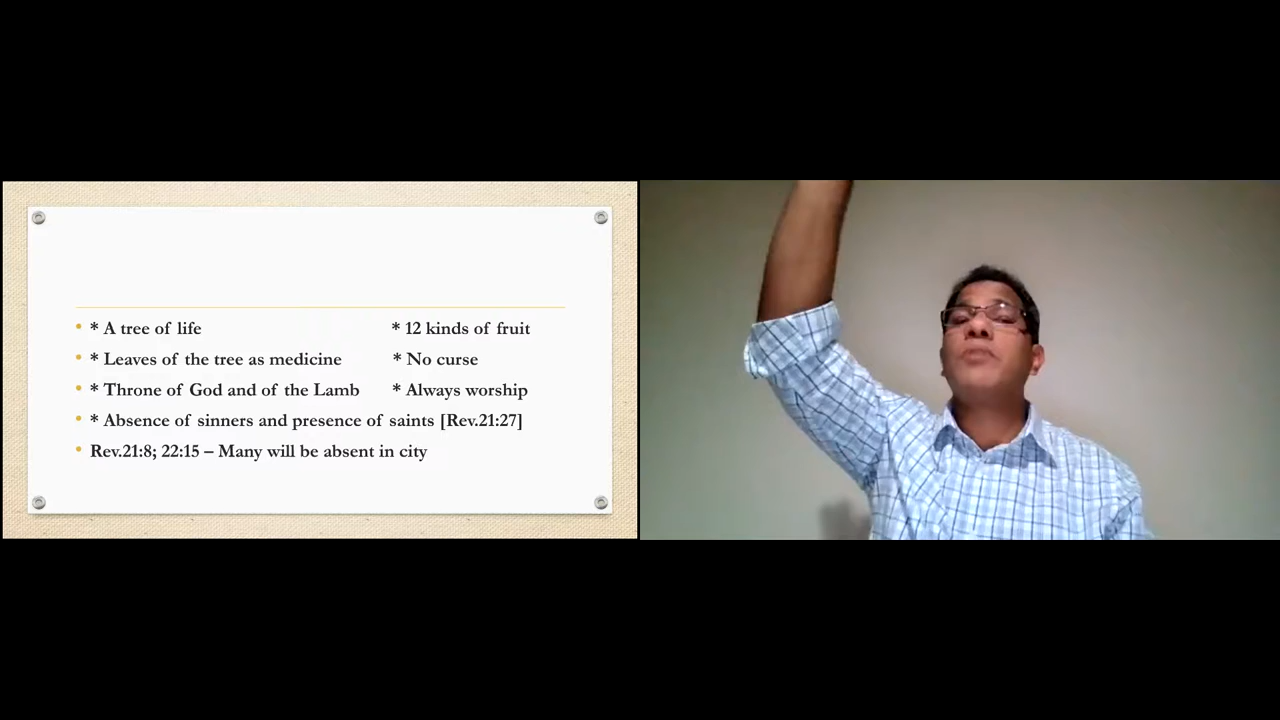 * A tree of life * 12 kinds of fruit
* Leaves of the tree as medicine * No curse
* Throne of God and of the Lamb * Always worship
* Absence of sinners and presence of saints [Rev.21:27]
Rev.21:8; 22:15 – Many will be absent in city